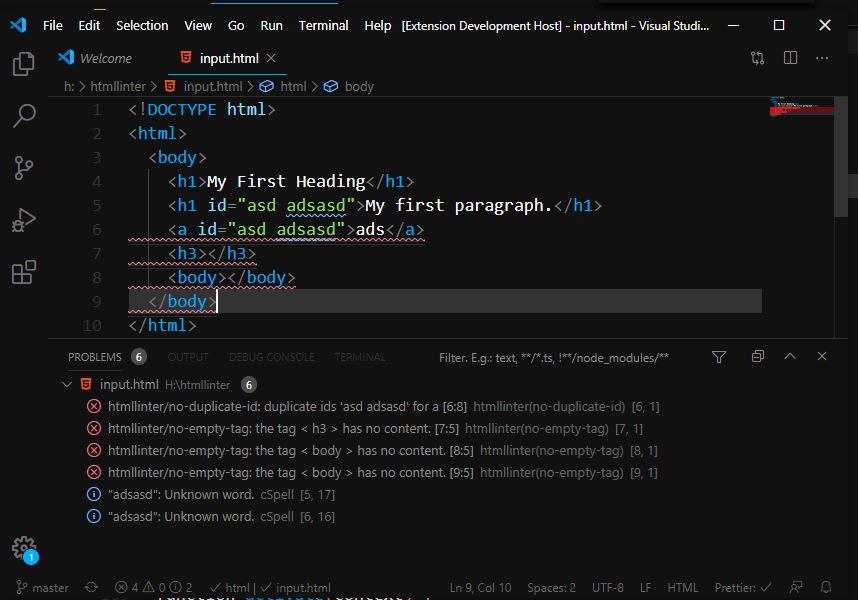 File Edit Selection View Go Run Terminal Help [Extension Development Host] - input.html - Visual Studi...
Welcome input.html
h: > htmllinter > input.html > html > body
1 <!DOCTYPE html>
2 <html>
3 <body>
4 <h1>My First Heading</h1>
5 <h1 id="asd adsasd">My first paragraph.</h1>
6 <a id="asd adsasd">ads</a>
7 <h3></h3>
8 <body></body>
9 </body>
10 </html>
PROBLEMS 6 OUTPUT DEBUG CONSOLE TERMINAL Filter. E.g.: text, **/*.ts, !**/node_modules/**
input.html H:\htmllinter 6
htmllinter/no-duplicate-id: duplicate ids 'asd adsasd' for a [6:8] htmllinter(no-duplicate-id) [6, 1]
htmllinter/no-empty-tag: the tag < h3 > has no content. [7:5] htmllinter(no-empty-tag) [7, 1]
htmllinter/no-empty-tag: the tag < body > has no content. [8:5] htmllinter(no-empty-tag) [8, 1]
htmllinter/no-empty-tag: the tag < body > has no content. [9:5] htmllinter(no-empty-tag) [9, 1]
"adsasd": Unknown word. cSpell [5, 17]
"adsasd": Unknown word. cSpell [6, 16]
1
master 4 0 2 html | input.html Ln 9, Col 10 Spaces: 2 UTF-8 LF HTML Prettier: